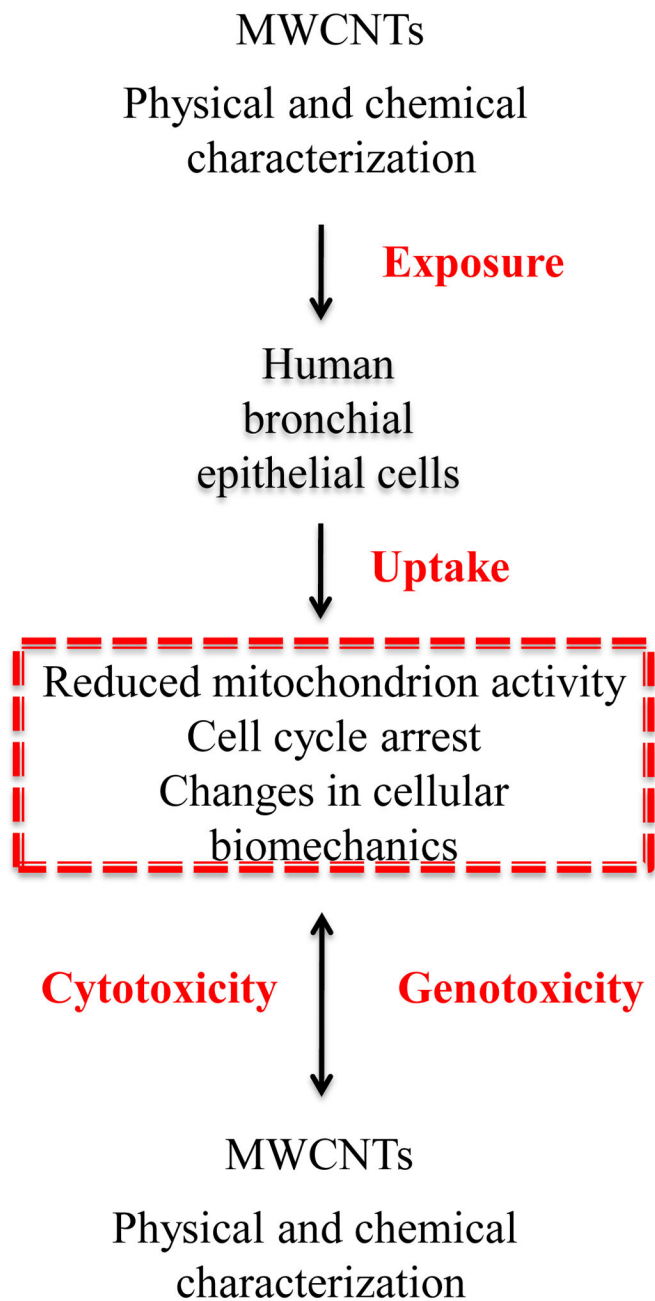 MWCNTs
Physical and chemical
characterization
Exposure
Human
bronchial
epithelial cells
Uptake
Reduced mitochondrion activity
Cell cycle arrest
Changes in cellular
biomechanics
Cytotoxicity
Genotoxicity
MWCNTs
Physical and chemical
characterization